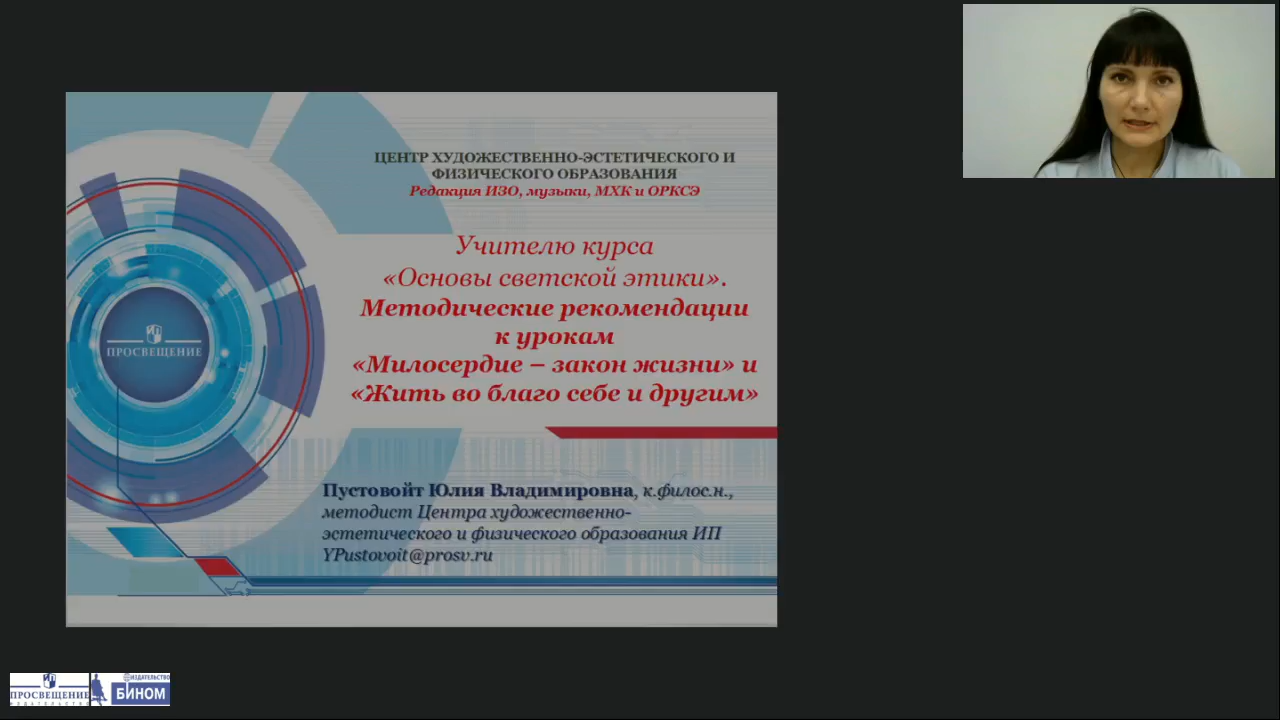 ЦЕНТР ХУДОЖЕСТВЕННО-ЭСТЕТИЧЕСКОГО И
ФИЗИЧЕСКОГО ОБРАЗОВАНИЯ
Редакция ИЗО, музыки, МХК и ОРКСЭ
Учителю курса
«Основы светской этики».
Методические рекомендации
к урокам
«Милосердие – закон жизни» и
«Жить во благо себе и другим»
ПРОСВЕЩЕНИЕ
Пустовойт Юлия Владимировна, к.филос.н.,
методист Центра художественно-
эстетического и физического образования ИП
YPustovoit@prosv.ru
ПРОСВЕЩЕНИЕ
ИЗДАТЕЛЬСТВО
ИЗДАТЕЛЬСТВО
БИНОМ